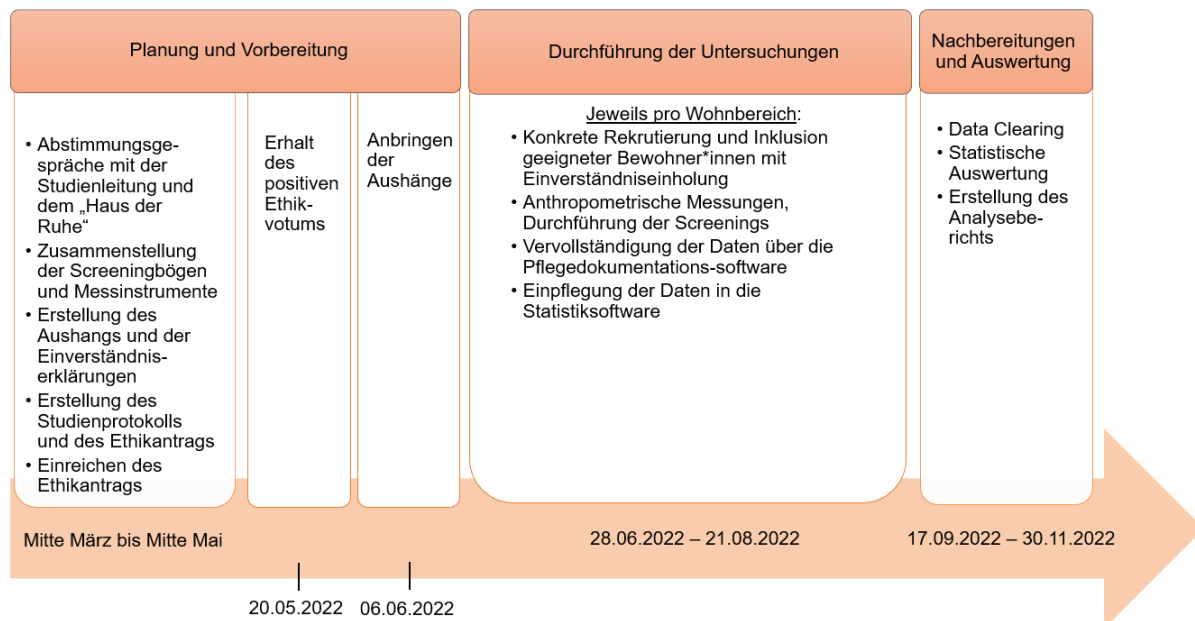 Planung und Vorbereitung
Durchführung der Untersuchungen
Nachbereitungen
und Auswertung
• Abstimmungsge-
spräche mit der
Studienleitung und
dem „Haus der
Ruhe“
• Zusammenstellung
der Screeningbögen
und Messinstrumente
• Erstellung des
Aushangs und der
Einverständnis-
erklärungen
• Erstellung des
Studienprotokolls
und des Ethikantrags
• Einreichen des
Ethikantrags
Erhalt
des
positiven
Ethik-
votums
Anbringen
der
Aushänge
Jeweils pro Wohnbereich:
• Konkrete Rekrutierung und Inklusion
geeigneter Bewohner*innen mit
Einverständniseinholung
• Anthropometrische Messungen,
Durchführung der Screenings
• Vervollständigung der Daten über die
Pflegedokumentations-software
• Einpflegung der Daten in die
Statistiksoftware
• Data Clearing
• Statistische
Auswertung
• Erstellung des
Analysebe-
richts
Mitte März bis Mitte Mai
28.06.2022 – 21.08.2022
17.09.2022 – 30.11.2022
20.05.2022
06.06.2022